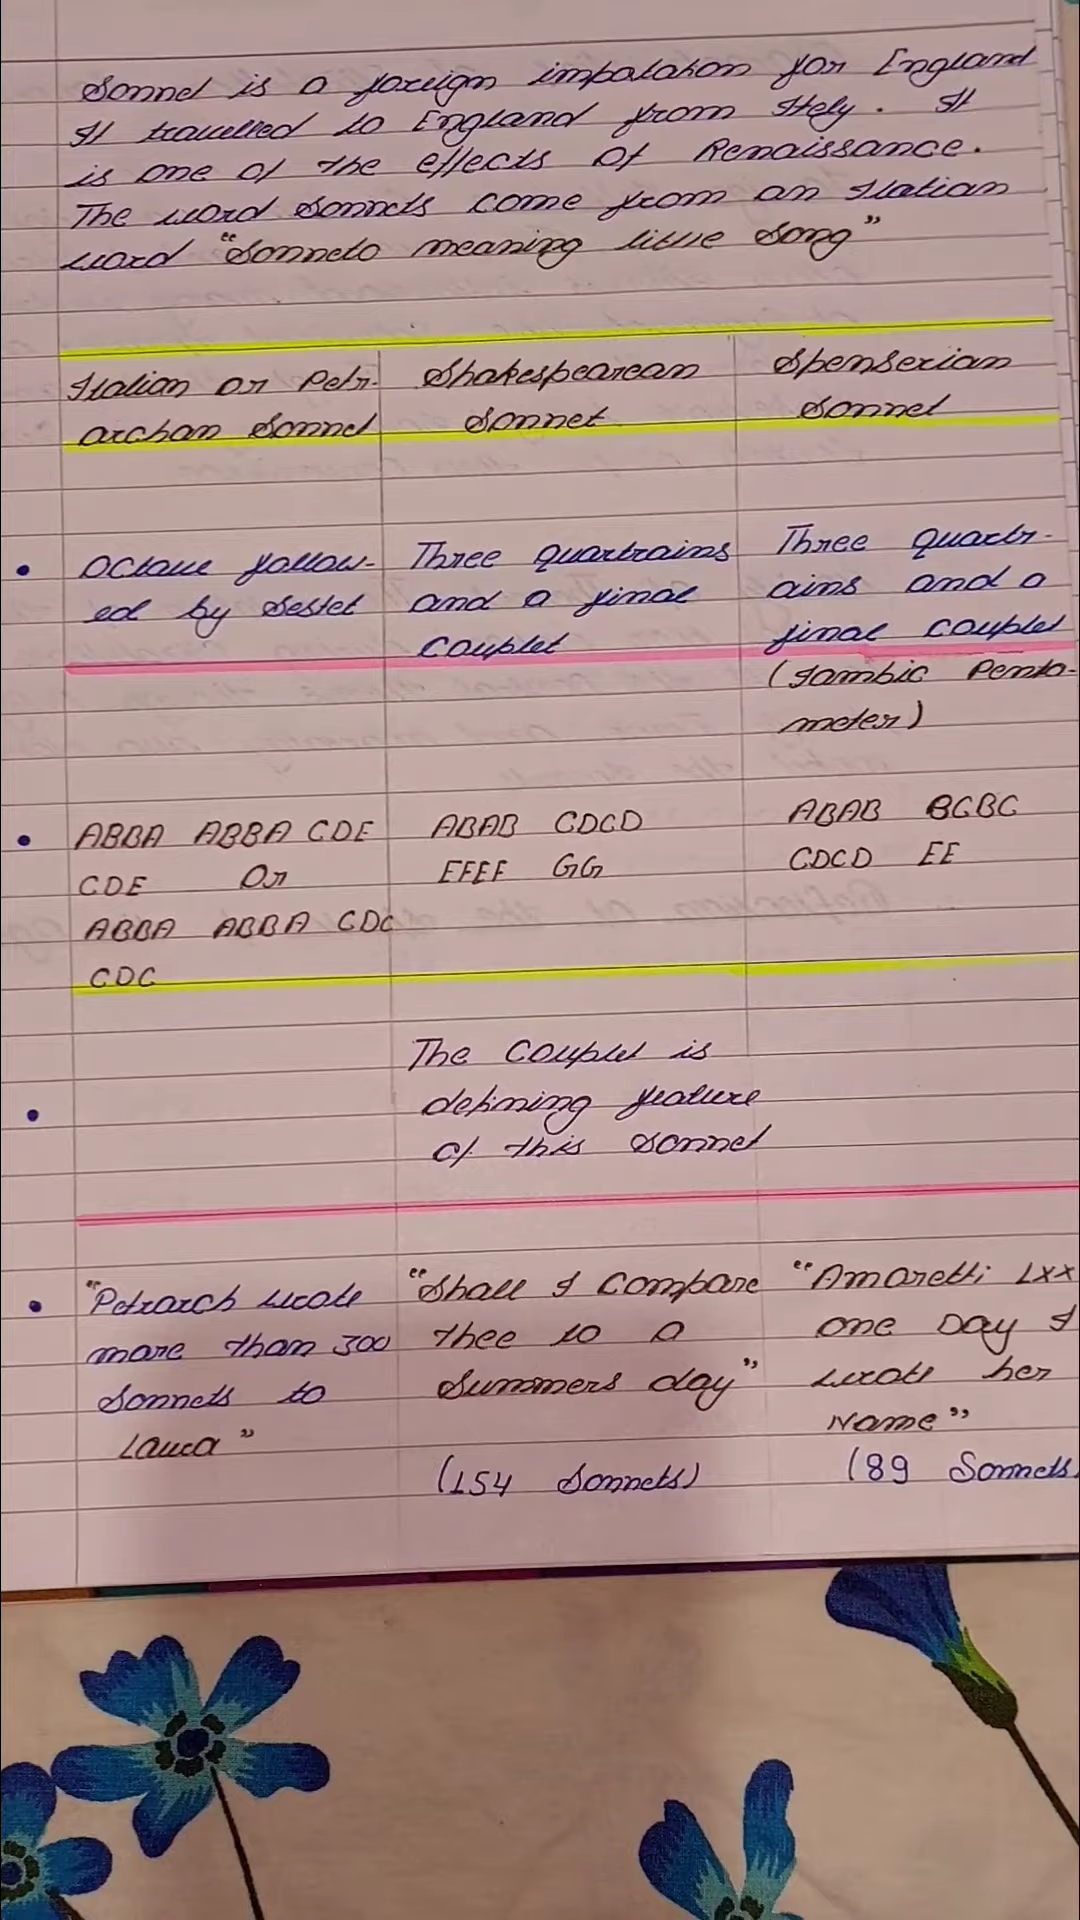 Sonnet is a foreign impotation for England
It travelled to England from Itely. It
is one of the effects of Renaissance.
The word sonnets come from an Italian
word "Sonneto meaning little song"
Italian or Petr-
archan Sonnet
Shakespearean
Sonnet
Spenserian
Sonnet
Octave follow-
ed by Sestet
Three quartrains
and a final
couplet
Three quartr-
ains and a
final couplet
(Iambic Penta-
meter)
ABBA ABBA CDE
CDE Or
ABBA ABBA CDC
CDC
ABAB CDCD
EFEF GG
ABAB BCBC
CDCD EE
The Couplet is
defining feature
of this sonnet
"Petrarch wrote
more than 300
Sonnets to
Laura"
"Shall I Compare
thee to a
Summers day"
(154 Sonnets)
"Amoretti LXX
one Day I
wrote her
Name"
(89 Sonnets)